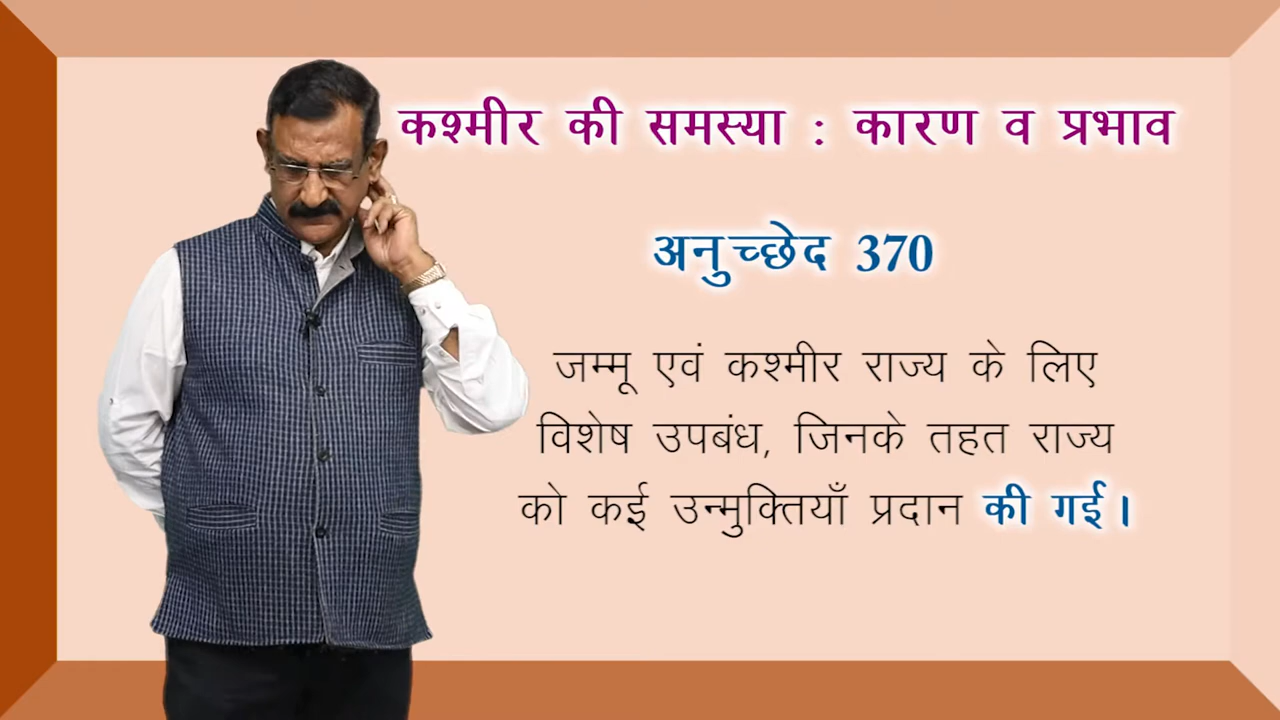 कश्मीर की समस्या : कारण व प्रभाव
अनुच्छेद 370
जम्मू एवं कश्मीर राज्य के लिए
विशेष उपबंध, जिनके तहत राज्य
को कई उन्मुक्तियाँ प्रदान की गई।